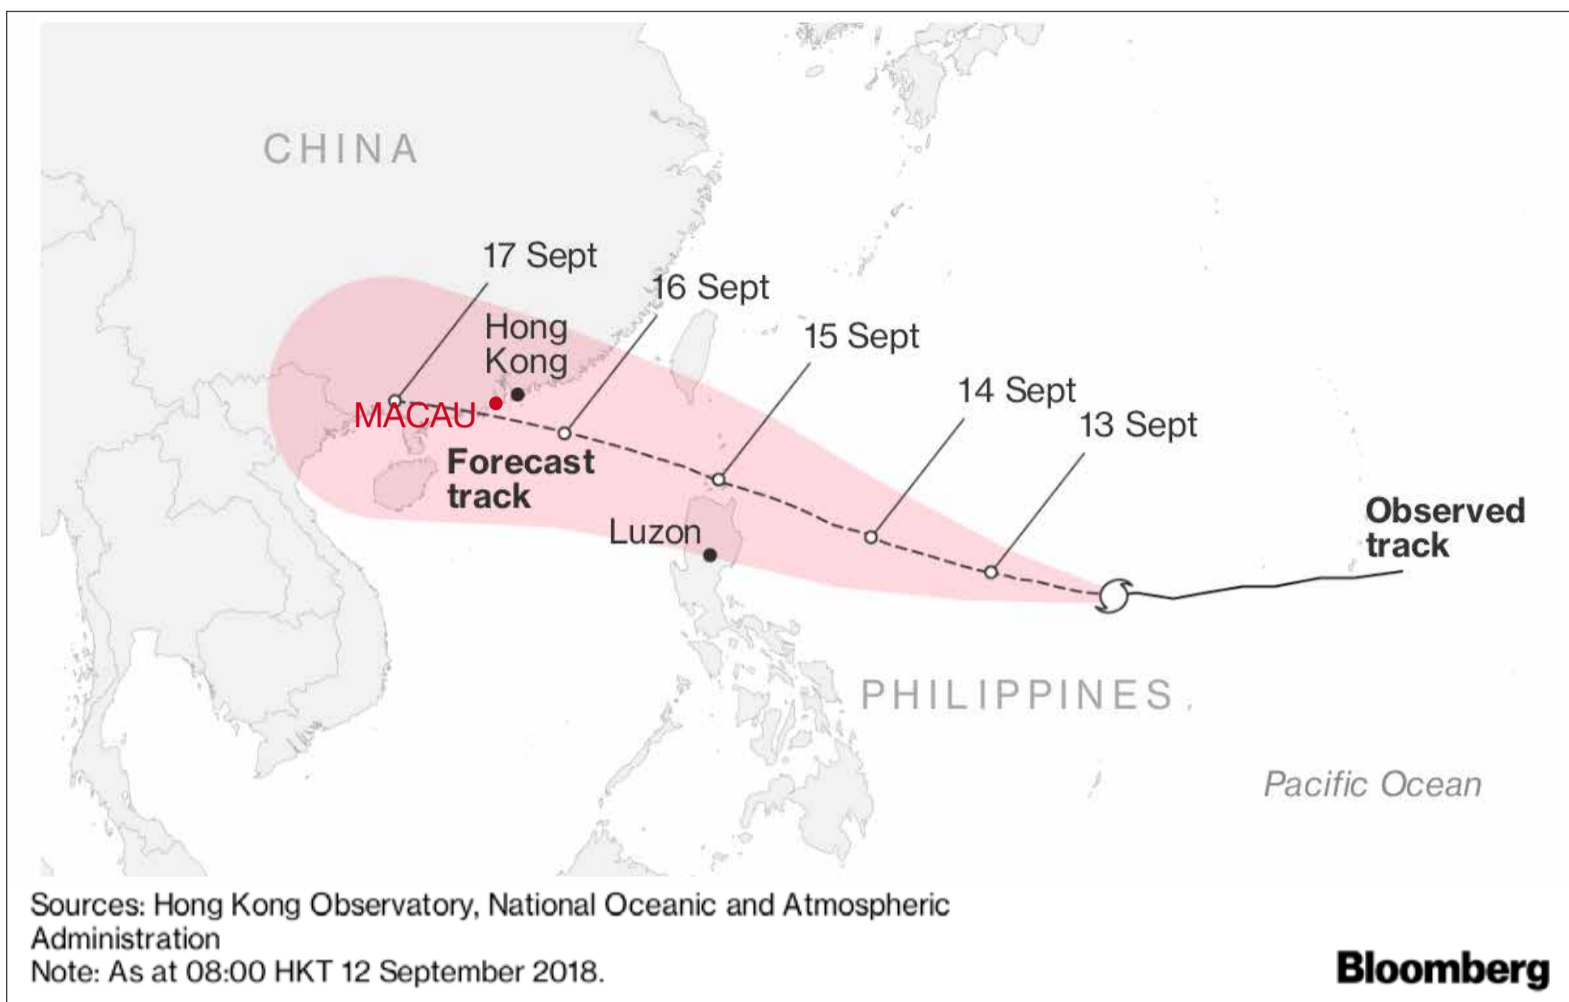 CHINA
17 Sept
16 Sept
Hong
Kong
15 Sept
14 Sept
MACAU
13 Sept
Forecast
track
Observed
track
Luzon
PHILIPPINES
Pacific Ocean
Sources: Hong Kong Observatory, National Oceanic and Atmospheric
Administration
Note: As at 08:00 HKT 12 September 2018.
Bloomberg